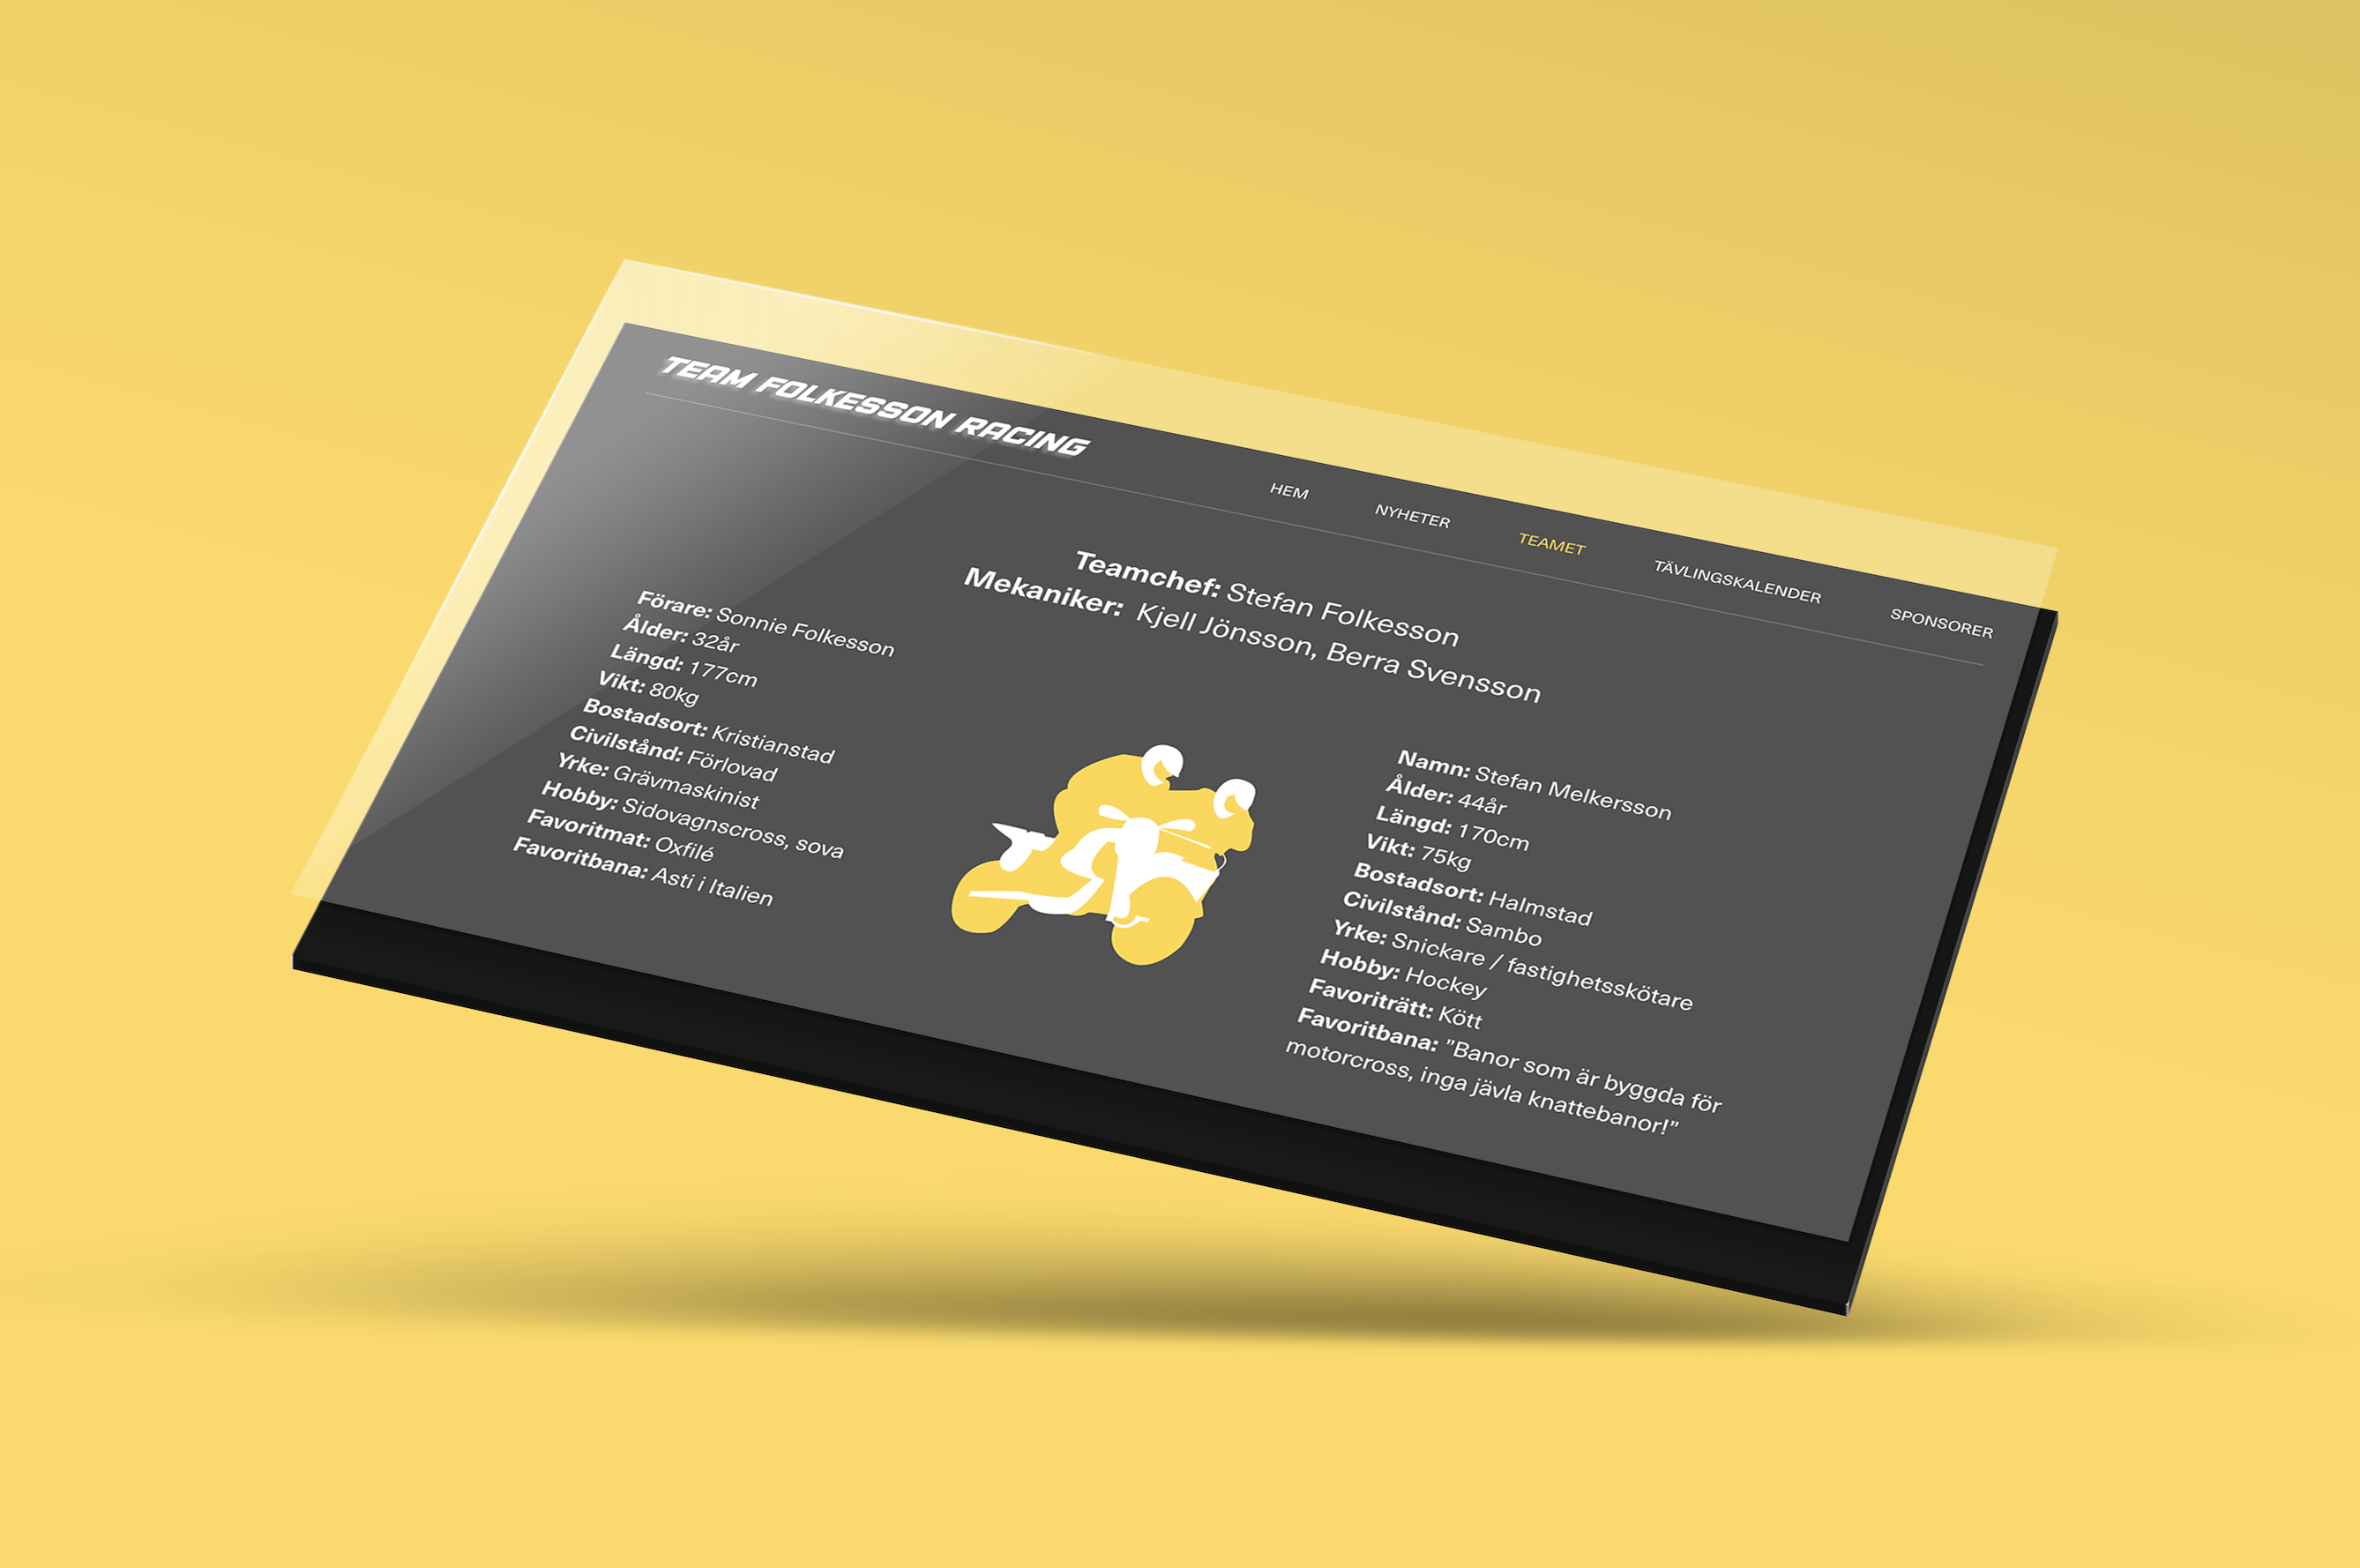 TEAM FOLKESSON RACING
HEM
NYHETER
TEAMET
TÄVLINGSKALENDER
SPONSORER
Teamchef: Stefan Folkesson
Mekaniker: Kjell Jönsson, Berra Svensson
Förare: Sonnie Folkesson
Ålder: 32år
Längd: 177cm
Vikt: 80kg
Bostadsort: Kristianstad
Civilstånd: Förlovad
Yrke: Grävmaskinist
Hobby: Sidovagnscross, sova
Favoritmat: Oxfilé
Favoritbana: Asti i Italien
Namn: Stefan Melkersson
Ålder: 44år
Längd: 170cm
Vikt: 75kg
Bostadsort: Halmstad
Civilstånd: Sambo
Yrke: Snickare / fastighetsskötare
Hobby: Hockey
Favoriträtt: Kött
Favoritbana: ”Banor som är byggda för
motorcross, inga jävla knattebanor!”